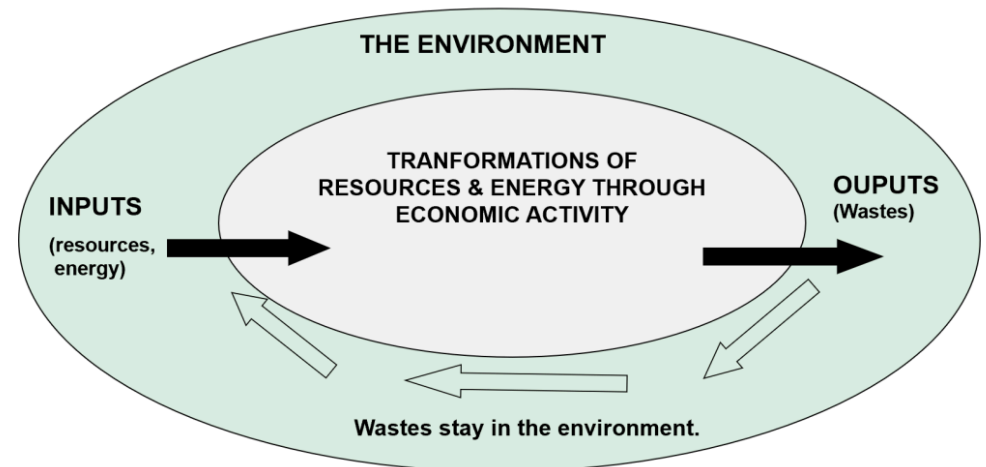 THE ENVIRONMENT
TRANFORMATIONS OF
RESOURCES & ENERGY THROUGH
ECONOMIC ACTIVITY
INPUTS
(resources,
energy)
OUPUTS
(Wastes)
Wastes stay in the environment.